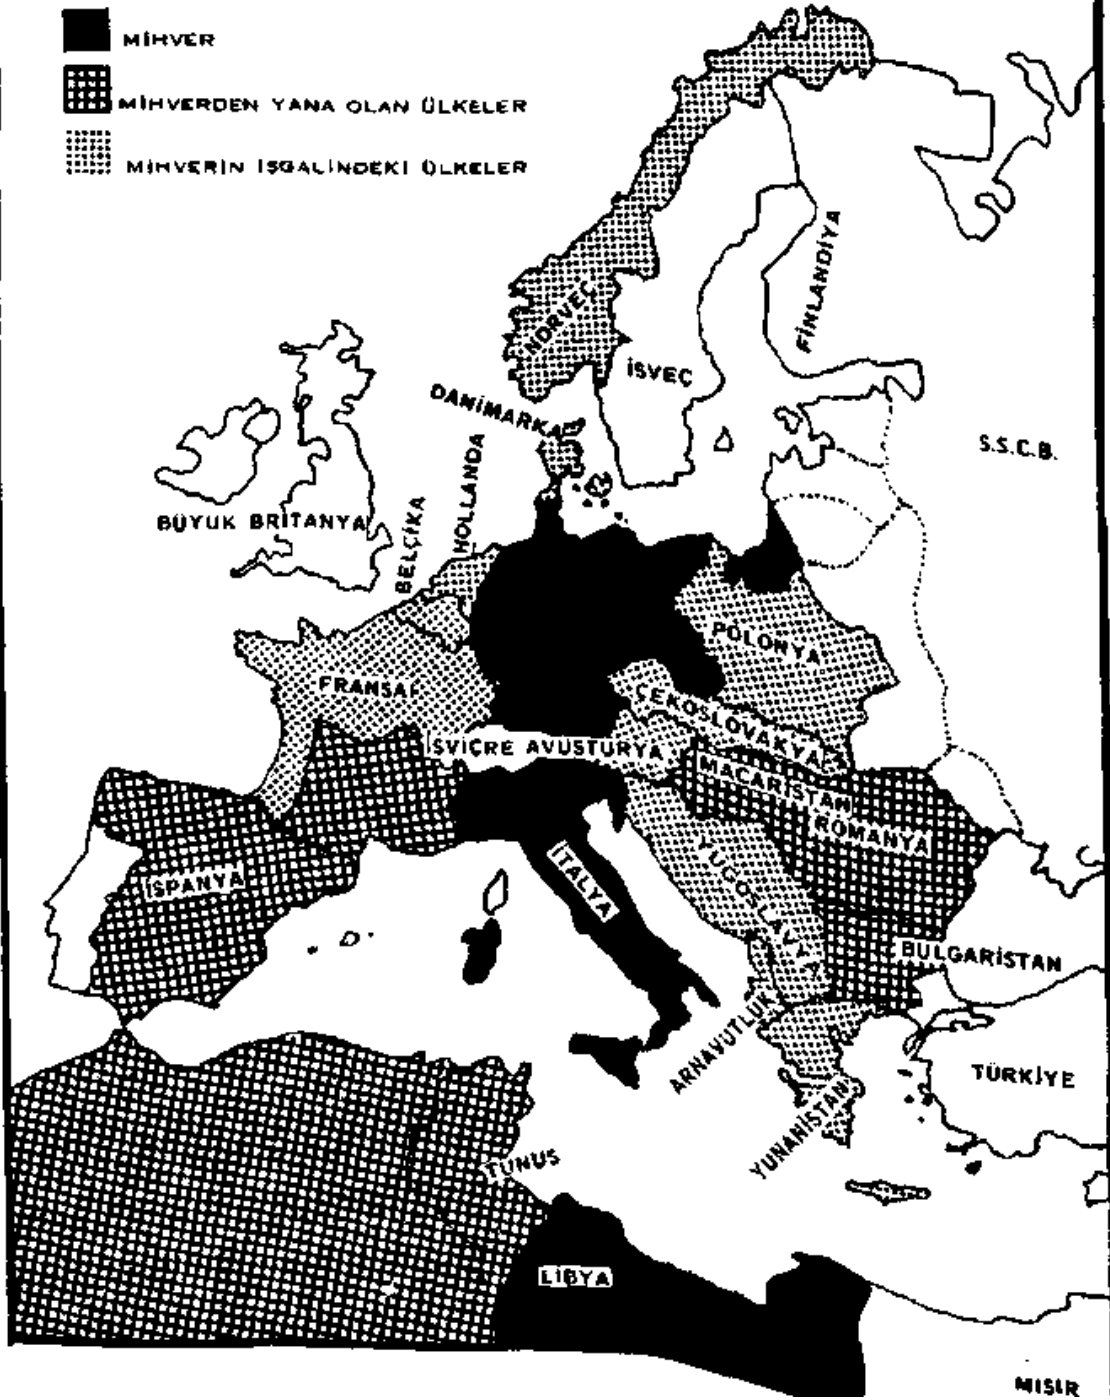 MİHVER
MİHVERDEN YANA OLAN ÜLKELER
MİHVERİN İŞGALİNDEKİ ÜLKELER
NORVEÇ
FİNLANDİYA
İSVEÇ
DANİMARKA
HOLLANDA
S.S.C.B.
BÜYÜK BRİTANYA
BELÇİKA
POLONYA
FRANSA
ÇEKOSLOVAKYA
İSVİÇRE AVUSTURYA
MACARİSTAN
ROMANYA
İSPANYA
İTALYA
YUGOSLAVYA
BULGARİSTAN
ARNAVUTLUK
TÜRKİYE
YUNANİSTAN
TUNUS
LİBYA
MISIR